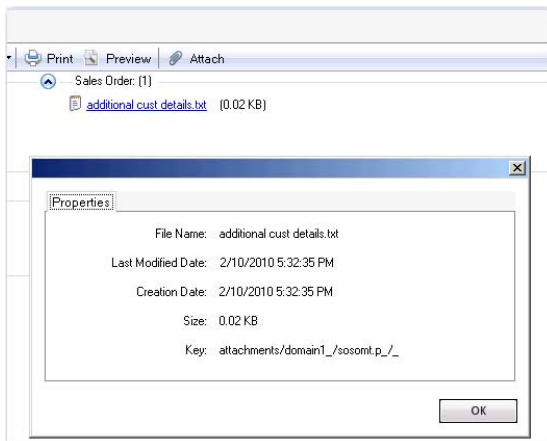 Print Preview Attach
Sales Order: (1)
additional cust details.txt (0.02 KB)
Properties
File Name: additional cust details.txt
Last Modified Date: 2/10/2010 5:32:35 PM
Creation Date: 2/10/2010 5:32:35 PM
Size: 0.02 KB
Key: attachments/domain1_/sosomt.p_/_
OK